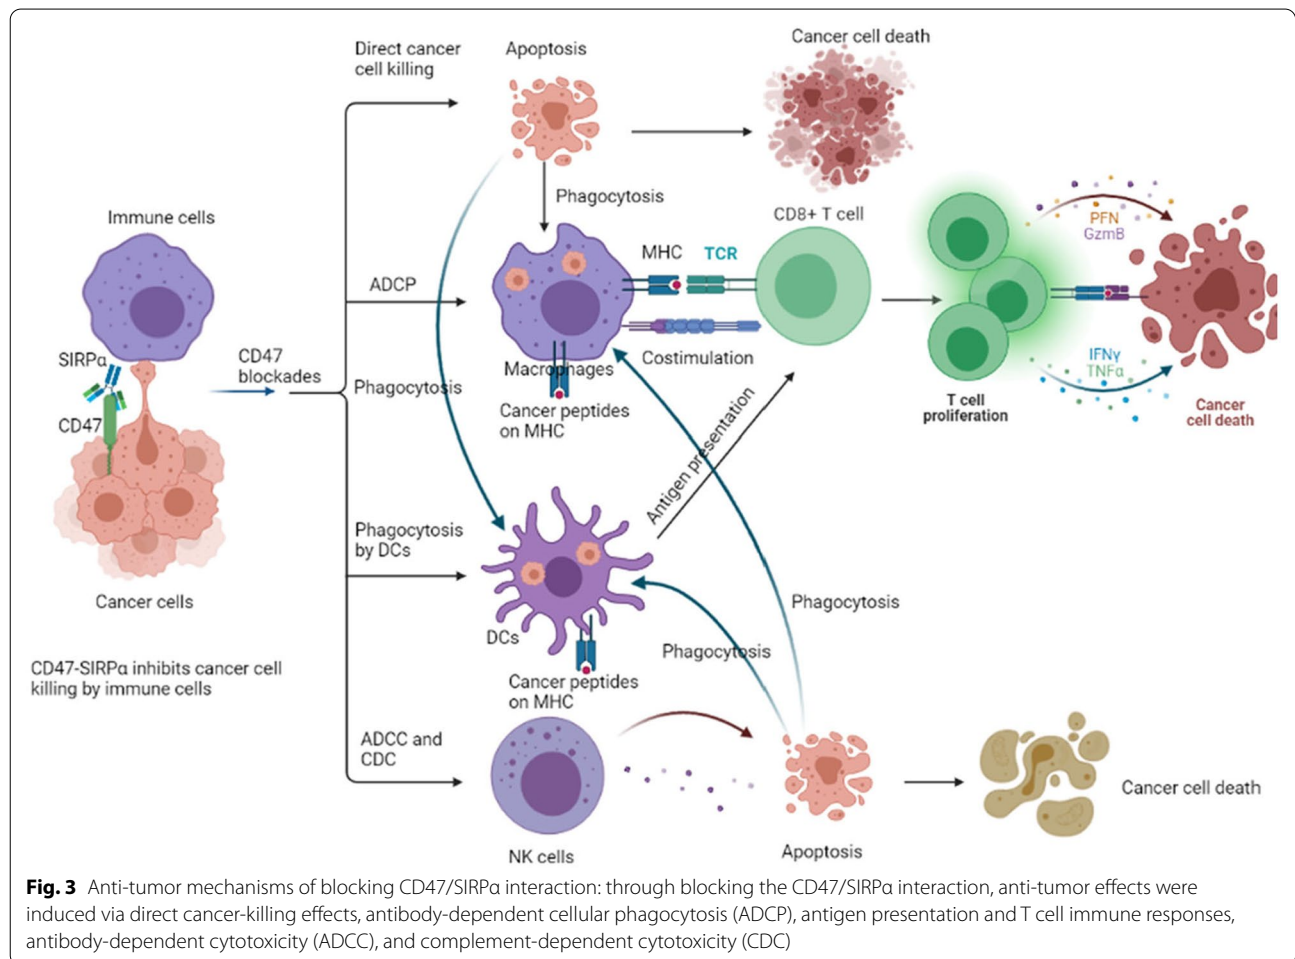 Direct cancer
cell killing
Apoptosis
Cancer cell death
Phagocytosis
Immune cells
CD8+ T cell
PFN
GzmB
MHC
TCR
ADCP
SIRPα
CD47
blockades
Costimulation
IFNγ
TNFα
Macrophages
Phagocytosis
Cancer peptides
on MHC
T cell
proliferation
Cancer
cell death
CD47
Antigen presentation
Phagocytosis
by DCs
Cancer cells
Phagocytosis
DCs
Phagocytosis
CD47-SIRPα inhibits cancer cell
killing by immune cells
Cancer peptides
on MHC
ADCC and
CDC
Cancer cell death
NK cells
Apoptosis
Fig. 3 Anti-tumor mechanisms of blocking CD47/SIRPα interaction: through blocking the CD47/SIRPα interaction, anti-tumor effects were
induced via direct cancer-killing effects, antibody-dependent cellular phagocytosis (ADCP), antigen presentation and T cell immune responses,
antibody-dependent cytotoxicity (ADCC), and complement-dependent cytotoxicity (CDC)